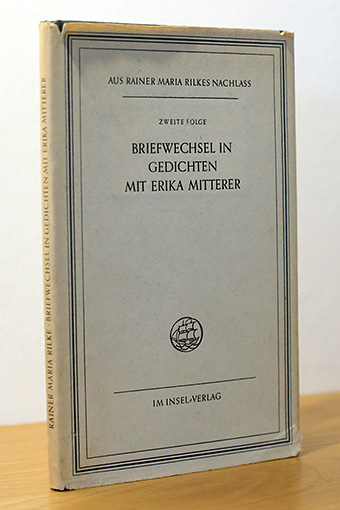 AUS RAINER MARIA RILKES NACHLASS
ZWEITE FOLGE
BRIEFWECHSEL IN
GEDICHTEN
MIT ERIKA MITTERER
IM INSEL-VERLAG
RAINER MARIA RILKE · BRIEFWECHSEL IN GEDICHTEN MIT ERIKA MITTERER